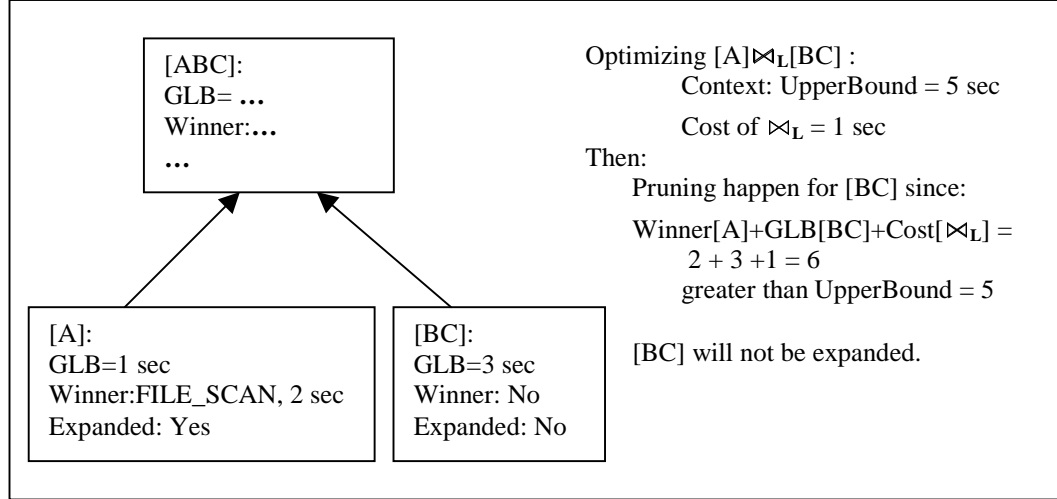 [ABC]:
GLB= ...
Winner:...
...
[A]:
GLB=1 sec
Winner:FILE_SCAN, 2 sec
Expanded: Yes
[BC]:
GLB=3 sec
Winner: No
Expanded: No
Optimizing [A]⋈L[BC] :
Context: UpperBound = 5 sec
Cost of ⋈L = 1 sec
Then:
Pruning happen for [BC] since:
Winner[A]+GLB[BC]+Cost[⋈L] =
2 + 3 +1 = 6
greater than UpperBound = 5
[BC] will not be expanded.